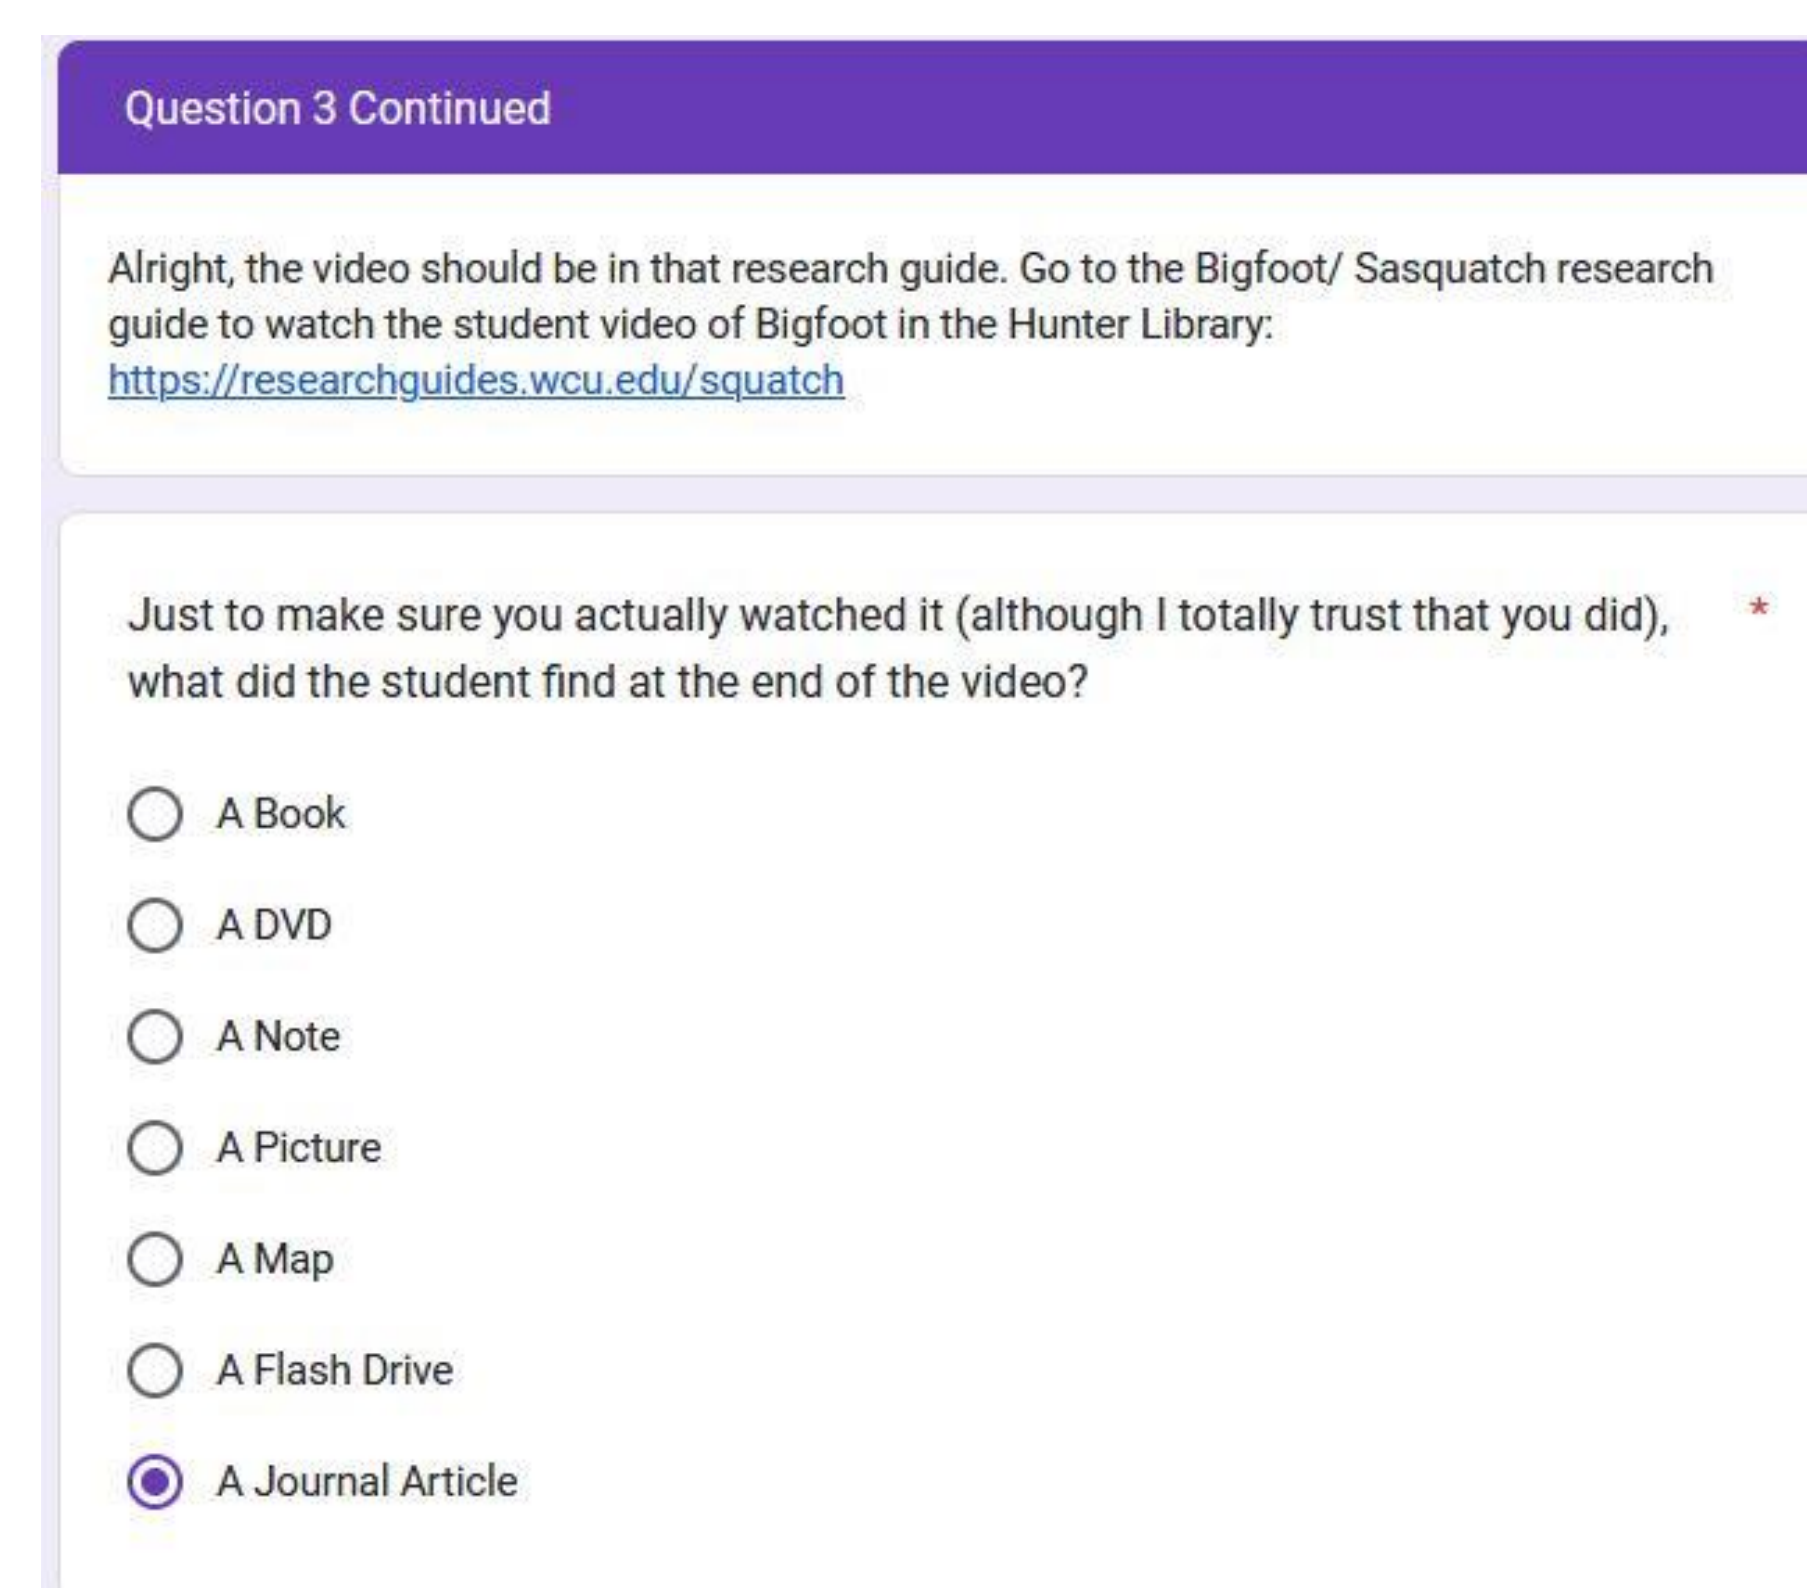 Question 3 Continued
Alright, the video should be in that research guide. Go to the Bigfoot/ Sasquatch research
guide to watch the student video of Bigfoot in the Hunter Library:
https://researchguides.wcu.edu/squatch
Just to make sure you actually watched it (although I totally trust that you did), *
what did the student find at the end of the video?
A Book
A DVD
A Note
A Picture
A Map
A Flash Drive
A Journal Article